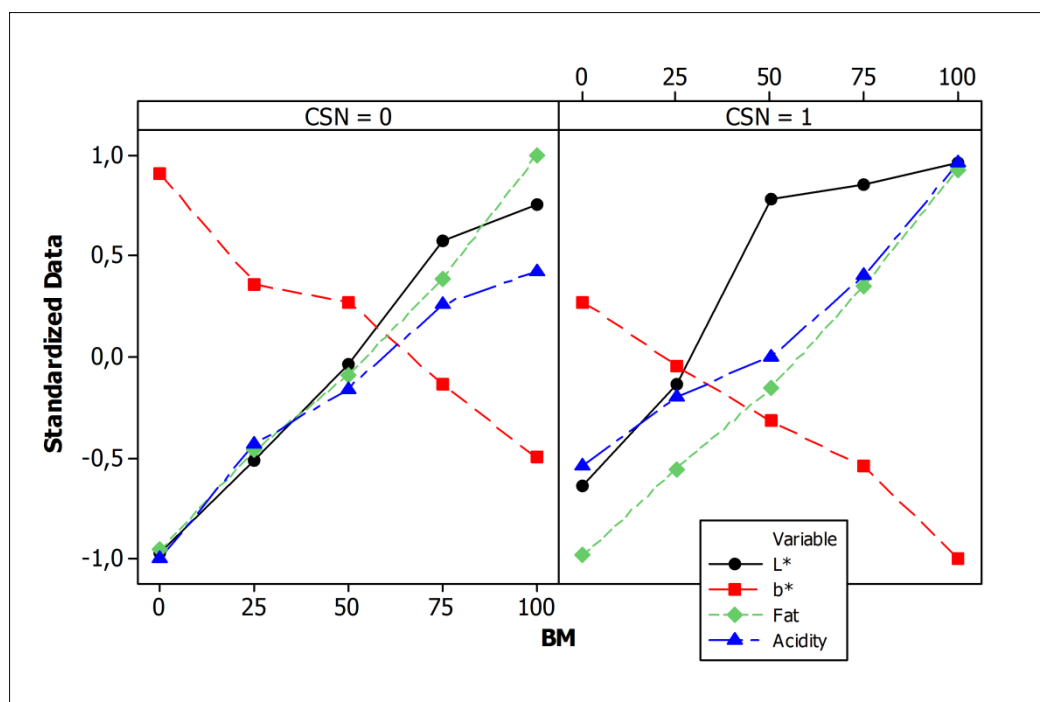 0 25 50 75 100
CSN = 0 CSN = 1
1,0
0,5
0,0
-0,5
-1,0
Standardized Data
0 25 50 75 100
BM
Variable
L*
b*
Fat
Acidity